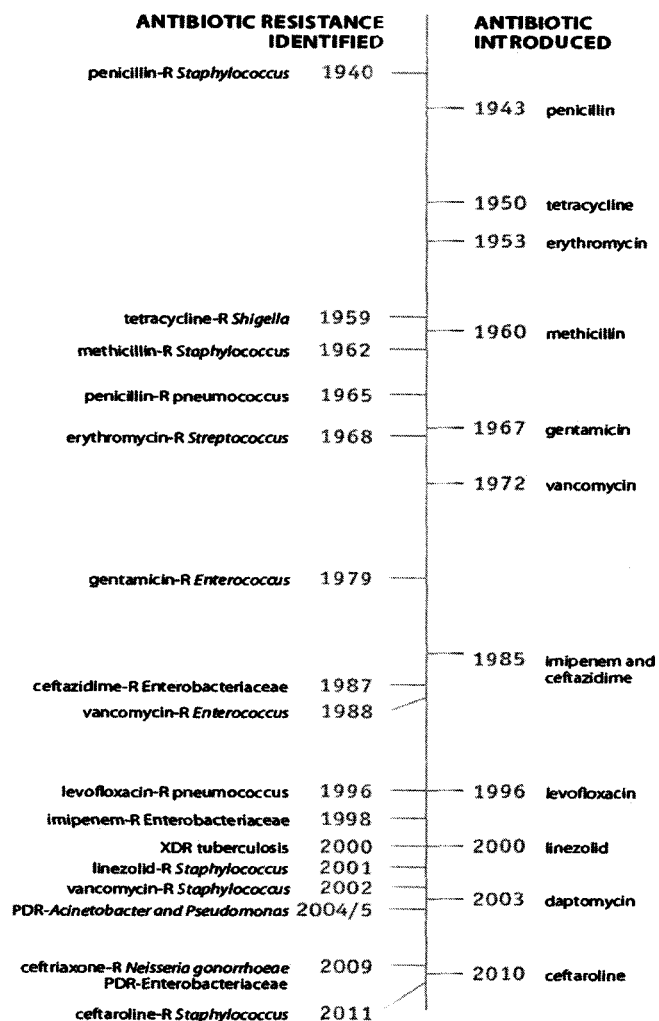 ANTIBIOTIC RESISTANCE
IDENTIFIED
ANTIBIOTIC
INTRODUCED
penicillin-R Staphylococcus 1940
1943 penicillin
1950 tetracycline
1953 erythromycin
tetracycline-R Shigella 1959
1960 methicillin
methicillin-R Staphylococcus 1962
penicillin-R pneumococcus 1965
1967 gentamicin
erythromycin-R Streptococcus 1968
1972 vancomycin
gentamicin-R Enterococcus 1979
1985 imipenem and
ceftazidime
ceftazidime-R Enterobacteriaceae 1987
vancomycin-R Enterococcus 1988
levofloxacin-R pneumococcus 1996
1996 levofloxacin
imipenem-R Enterobacteriaceae 1998
XDR tuberculosis 2000
2000 linezolid
linezolid-R Staphylococcus 2001
vancomycin-R Staphylococcus 2002
2003 daptomycin
PDR-Acinetobacter and Pseudomonas 2004/5
ceftriaxone-R Neisseria gonorrhoeae 2009
PDR-Enterobacteriaceae
2010 ceftaroline
ceftaroline-R Staphylococcus 2011